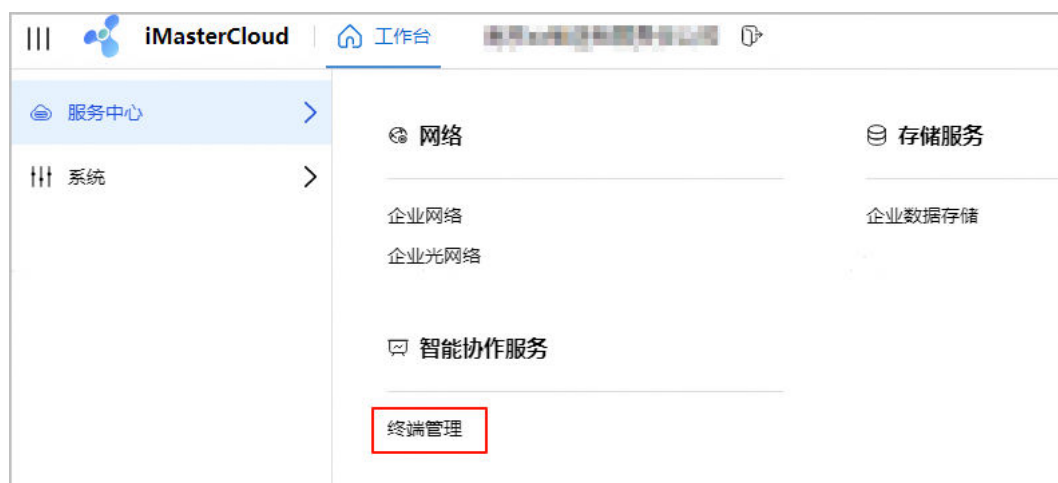 iMasterCloud
工作台
服务中心
系统
网络
企业网络
企业光网络
存储服务
企业数据存储
智能协作服务
终端管理